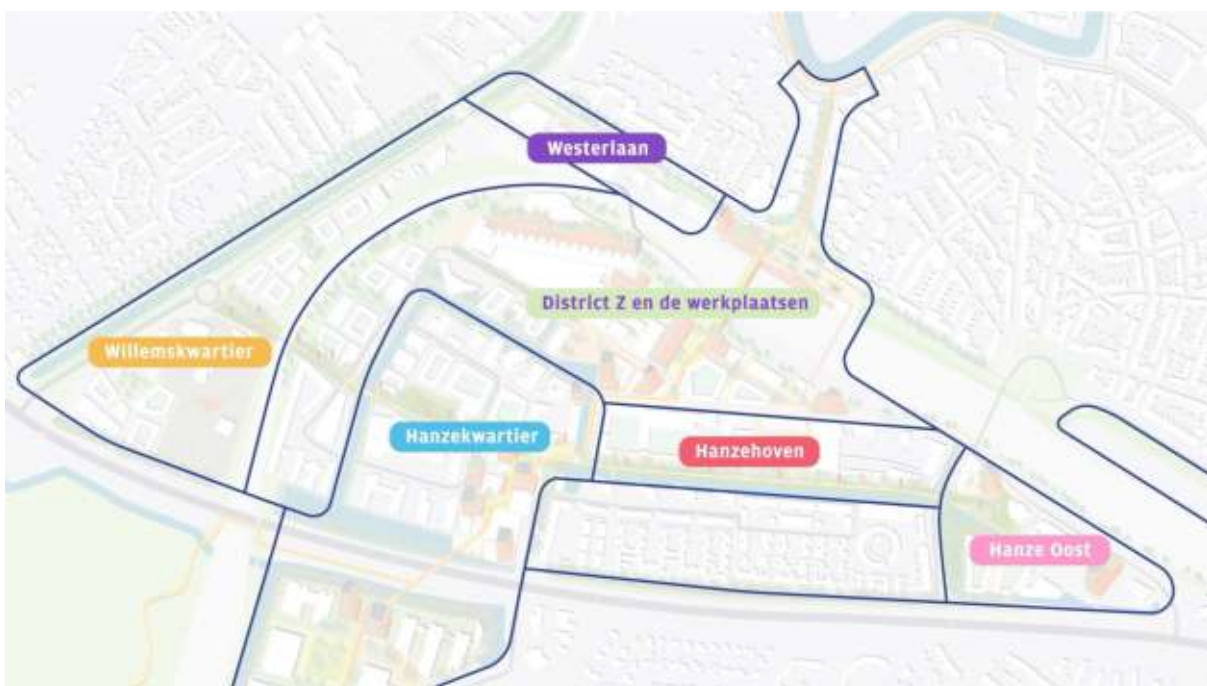 Westerlaan
District Z en de werkplaatsen
Willemskwartier
Hanzekwartier
Hanzehoven
Hanze Oost